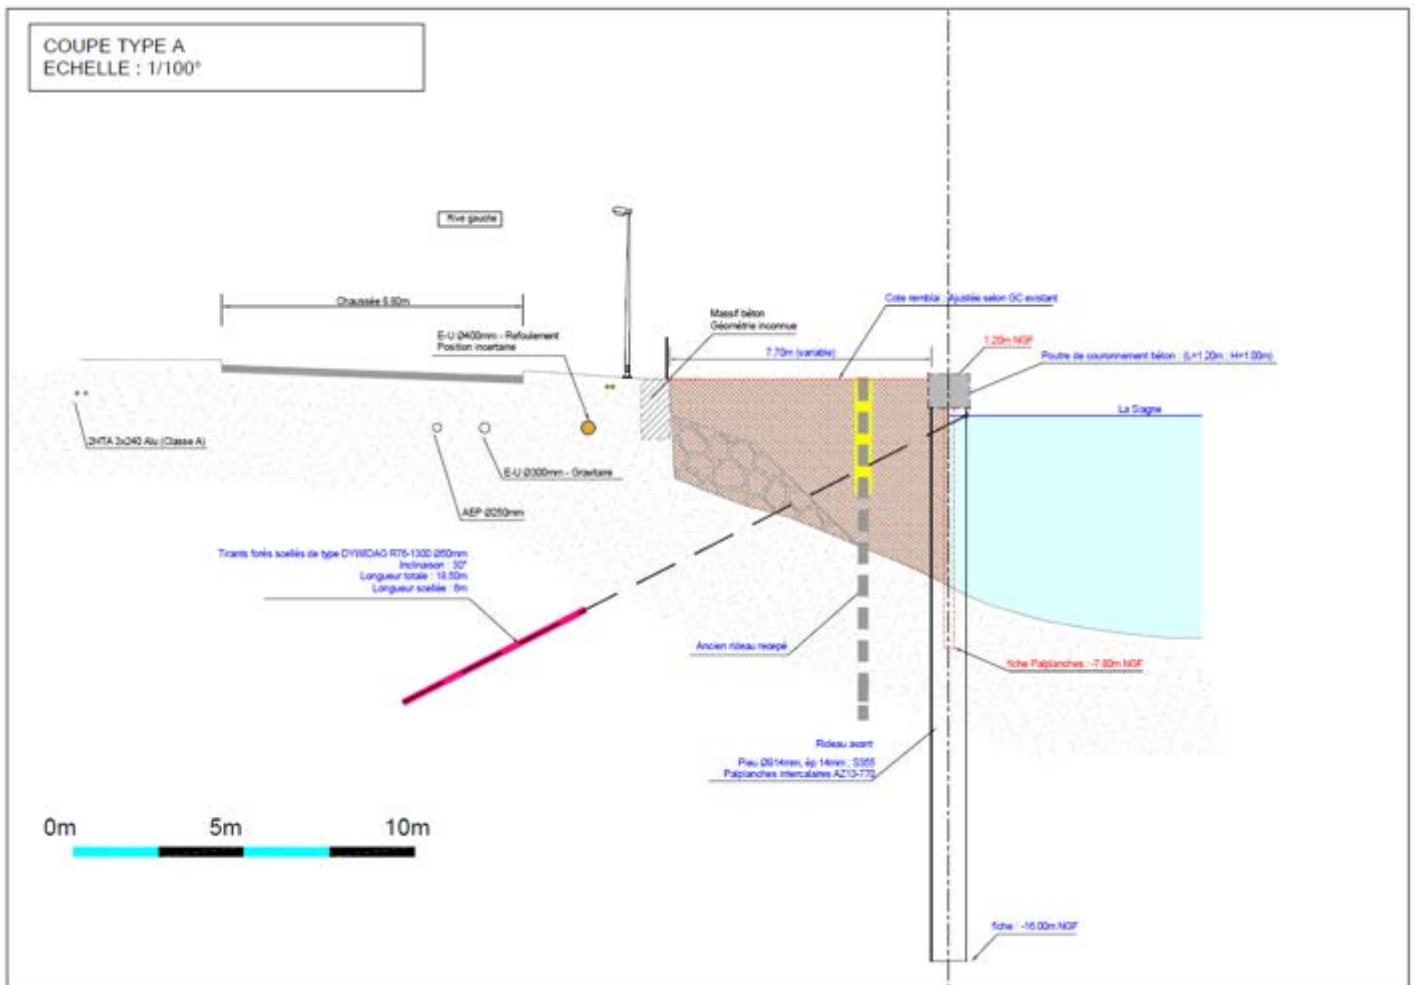 COUPE TYPE A
ECHELLE : 1/100°
Rive gauche
Chaussée 8.80m
E-U Ø400mm - Refoulement
Position incertaine
Massif béton
Géométrie inconnue
Cote remblai : Ajustée selon GC existant
7.70m (variable)
1.20m NGF
Poutre de couronnement béton : (L=1.20m ; H=1.00m)
La Siagne
2HTA 3x240 Alu (Classe A)
E-U Ø300mm - Gravitaire
AEP Ø250mm
Tirants forés scellés de type DYWIDAG R76-1300 Ø60mm
Inclinaison : 30°
Longueur totale : 18.50m
Longueur scellée : 6m
Ancien rideau recepé
fiche Palplanches : -7.80m NGF
Rideau avant
Pieu Ø914mm, ép 14mm ; S355
Palplanches intercalaires AZ13-770
0m 5m 10m
fiche : -16.00m NGF